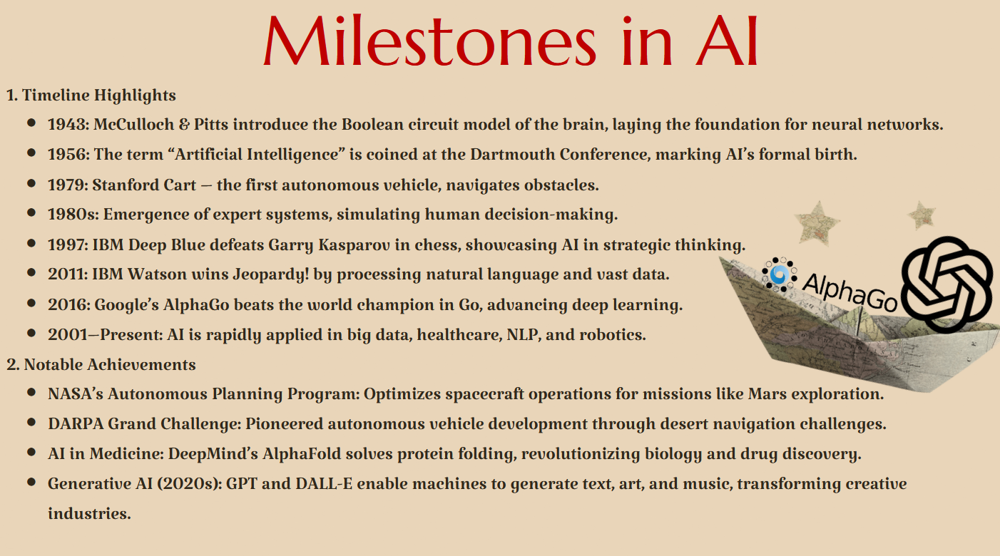 Milestones in AI
1. Timeline Highlights
• 1943: McCulloch & Pitts introduce the Boolean circuit model of the brain, laying the foundation for neural networks.
• 1956: The term “Artificial Intelligence” is coined at the Dartmouth Conference, marking AI’s formal birth.
• 1979: Stanford Cart – the first autonomous vehicle, navigates obstacles.
• 1980s: Emergence of expert systems, simulating human decision-making.
• 1997: IBM Deep Blue defeats Garry Kasparov in chess, showcasing AI in strategic thinking.
• 2011: IBM Watson wins Jeopardy! by processing natural language and vast data.
• 2016: Google’s AlphaGo beats the world champion in Go, advancing deep learning.
• 2001–Present: AI is rapidly applied in big data, healthcare, NLP, and robotics.
AlphaGo
2. Notable Achievements
• NASA’s Autonomous Planning Program: Optimizes spacecraft operations for missions like Mars exploration.
• DARPA Grand Challenge: Pioneered autonomous vehicle development through desert navigation challenges.
• AI in Medicine: DeepMind’s AlphaFold solves protein folding, revolutionizing biology and drug discovery.
• Generative AI (2020s): GPT and DALL-E enable machines to generate text, art, and music, transforming creative
industries.